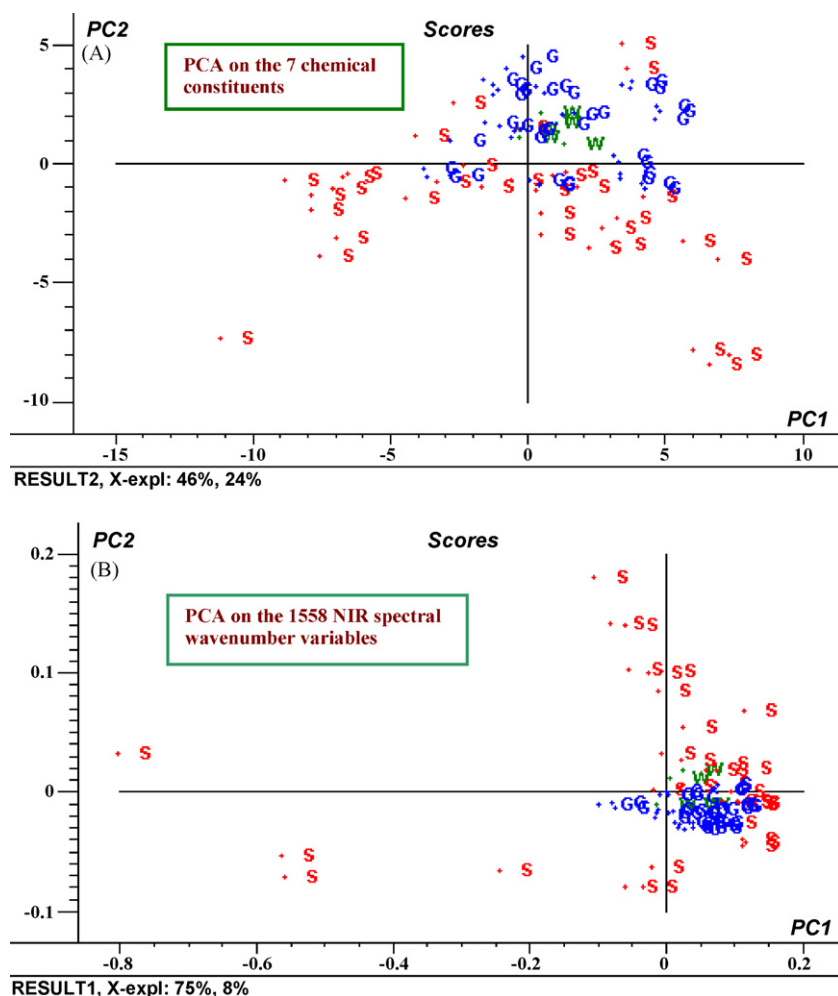 PC2 Scores
(A)
PCA on the 7 chemical
constituents
5
0
-5
-10
PC1
-15 -10 -5 0 5 10
RESULT2, X-expl: 46%, 24%
PC2 Scores
0.2
(B)
PCA on the 1558 NIR spectral
wavenumber variables
0.1
0
-0.1
PC1
-0.8 -0.6 -0.4 -0.2 0 0.2
RESULT1, X-expl: 75%, 8%